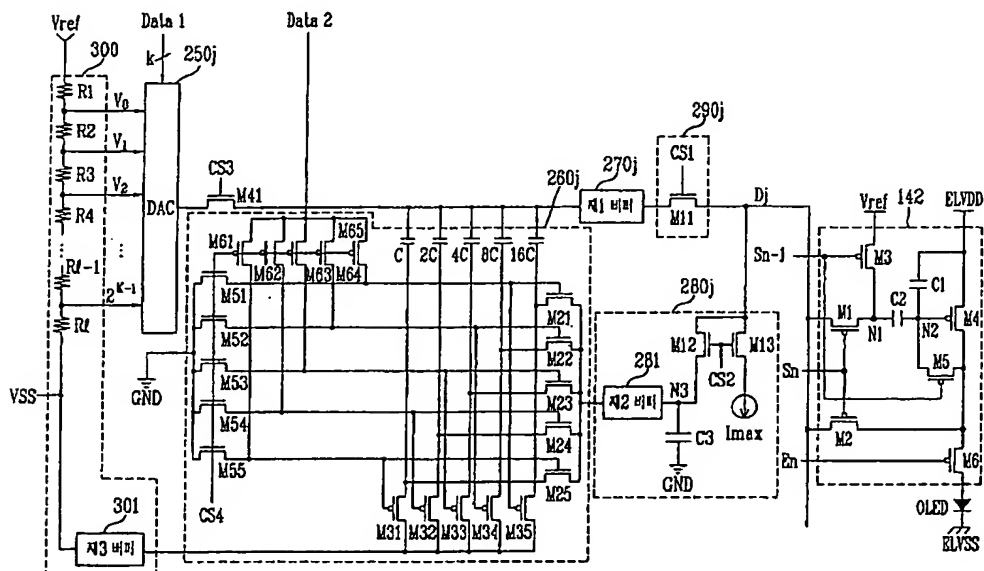 Vref
Data 1
Data 2
300
k
250j
R1
V0
R2
V1
R3
V2
R4
DAC
Rℓ-1
2^K-1
Rℓ
VSS
GND
제3 버퍼
301
CS3
M41
260j
M61
M62
M63
M64
M65
M51
M52
M53
M54
M55
CS4
C
2C
4C
8C
16C
M21
M22
M23
M24
M25
M31
M32
M33
M34
M35
270j
제1 버퍼
290j
CS1
M11
Dj
280j
281
제2 버퍼
N3
M12
M13
CS2
C3
GND
Imax
Vref
142
ELVDD
Sn-1
M3
C1
C2
M1
N1
N2
M4
M5
Sn
M2
En
M6
OLED
ELVSS